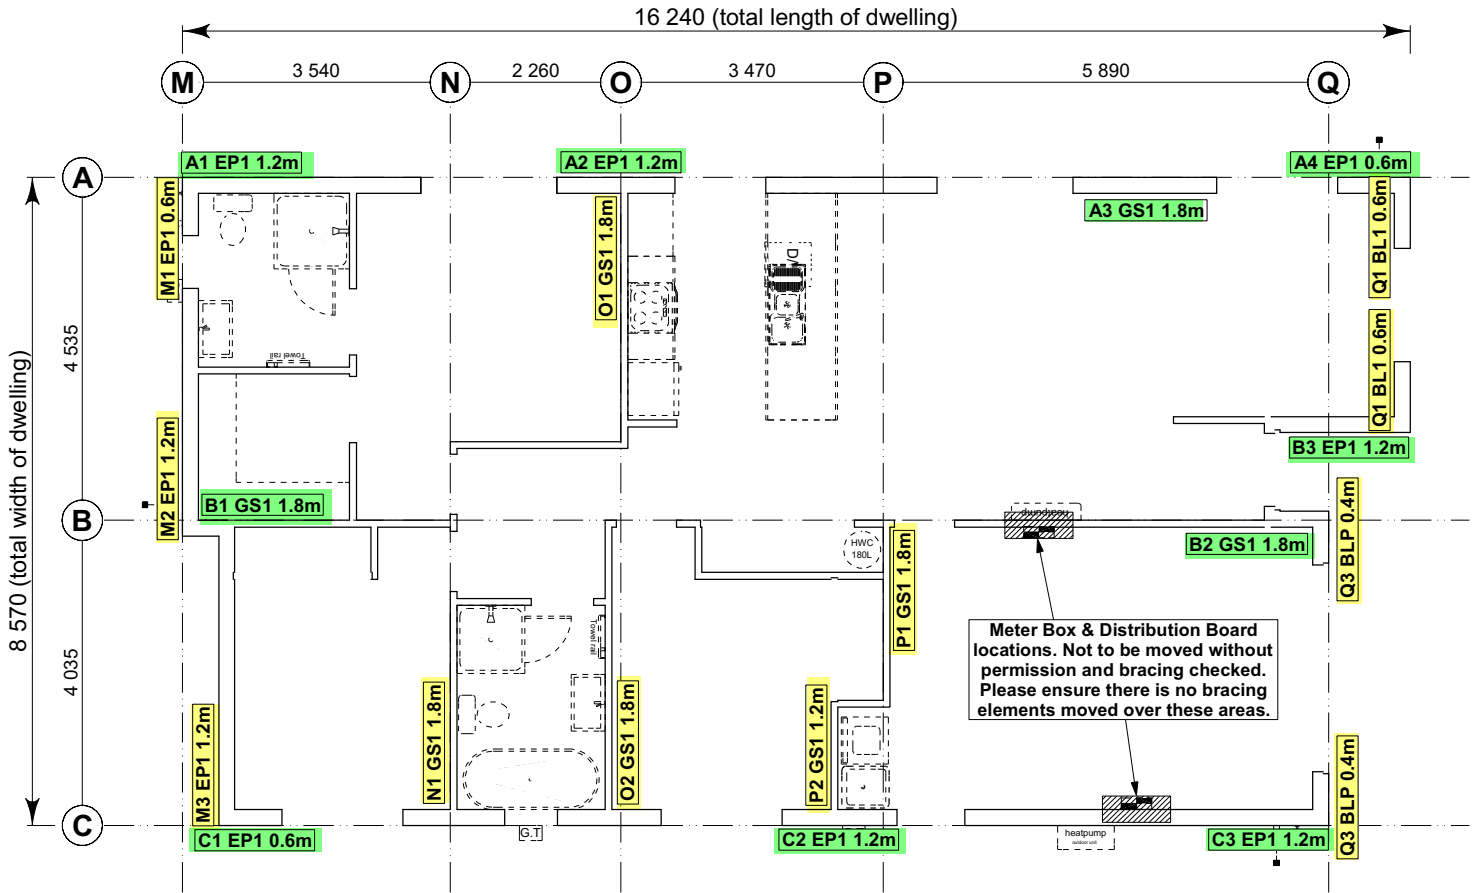 16 240 (total length of dwelling)
M
3 540
N
2 260
O
3 470
P
5 890
Q
A1 EP1 1.2m
A2 EP1 1.2m
A4 EP1 0.6m
A
M1 EP1 0.6m
O1 GS1 1.8m
A3 GS1 1.8m
Q1 BL1 0.6m
Q1 BL1 0.6m
Towel rail
4 535
8 570 (total width of dwelling)
M2 EP1 1.2m
B3 EP1 1.2m
B1 GS1 1.8m
B
heatpump
Q3 BLP 0.4m
HWC
180L
P1 GS1 1.8m
B2 GS1 1.8m
Towel rail
Meter Box & Distribution Board
locations. Not to be moved without
permission and bracing checked.
Please ensure there is no bracing
elements moved over these areas.
4 035
M3 EP1 1.2m
N1 GS1 1.8m
O2 GS1 1.8m
P2 GS1 1.2m
Q3 BLP 0.4m
C
C1 EP1 0.6m
G.T
C2 EP1 1.2m
heatpump
outdoor unit
C3 EP1 1.2m